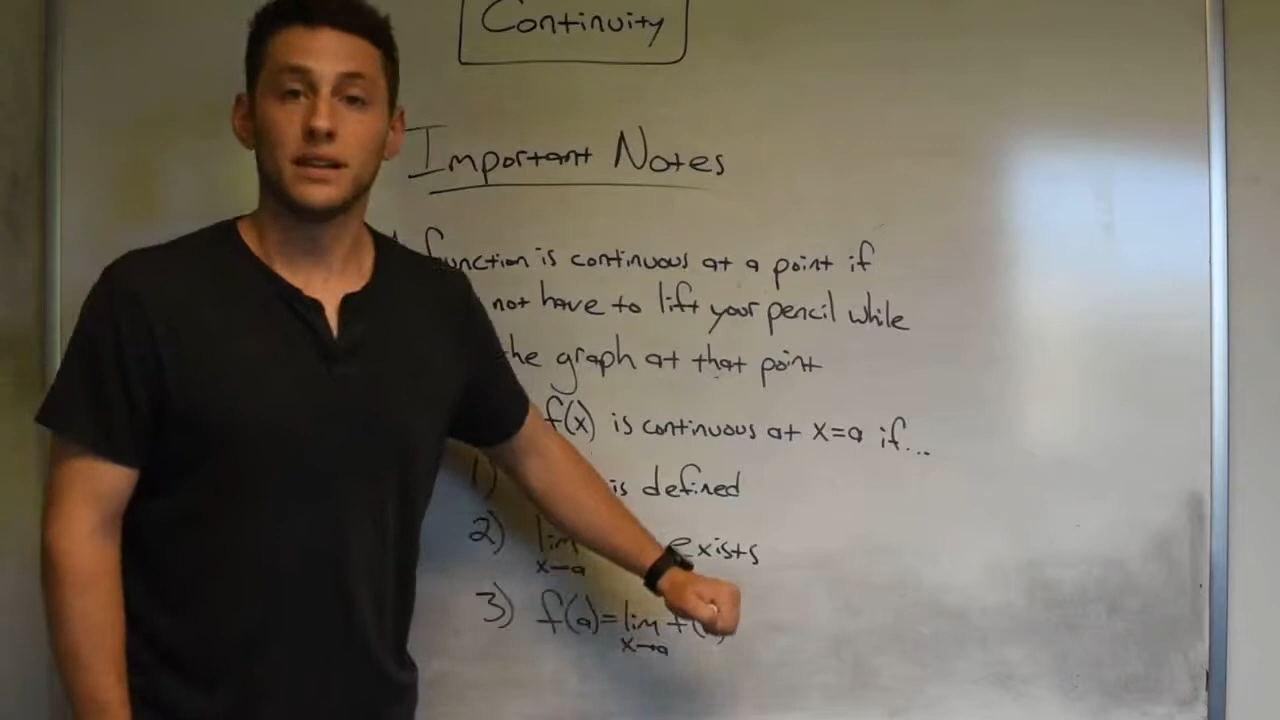 Continuity
Important Notes
function is continuous at a point if
not have to lift your pencil while
the graph at that point
f(x) is continuous at x=a if...
1) is defined
2) lim exists
x→a
3) f(a)=lim
x→a